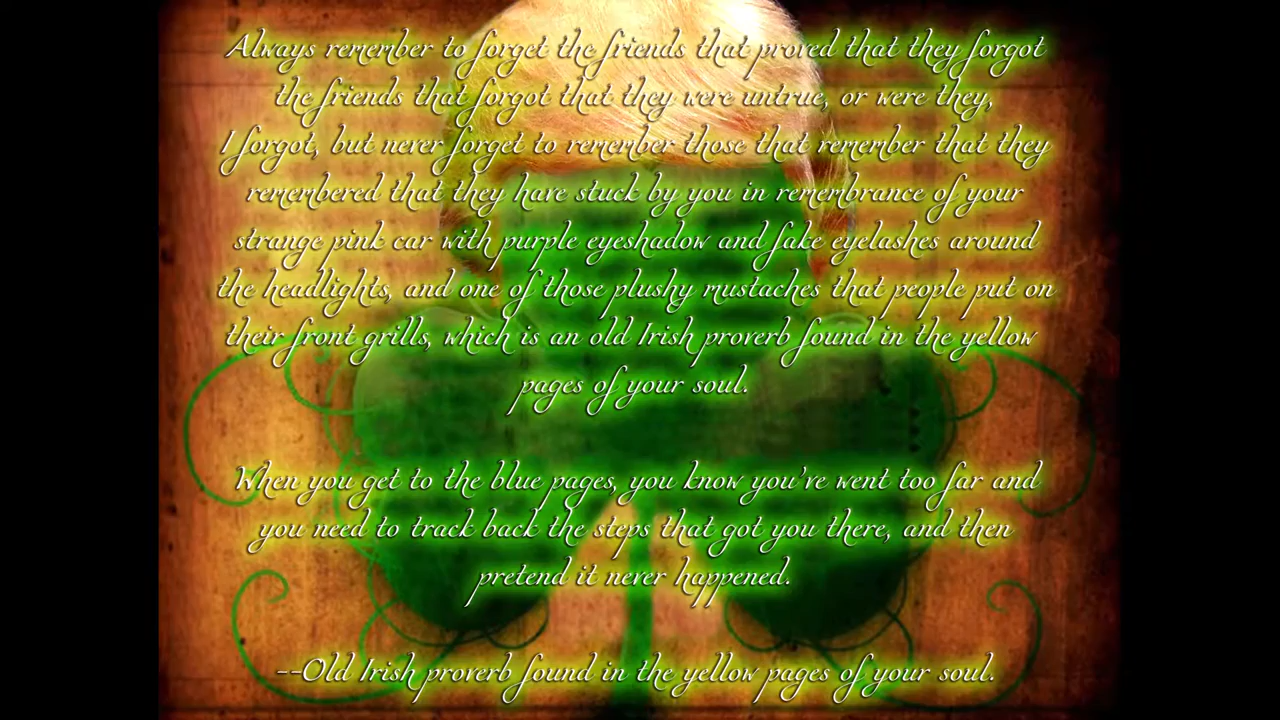 Always remember to forget the friends that proved that they forgot
the friends that forgot that they were untrue, or were they,
I forgot, but never forget to remember those that remember that they
remembered that they have stuck by you in remembrance of your
strange pink car with purple eyeshadow and fake eyelashes around
the headlights, and one of those plushy mustaches that people put on
their front grills, which is an old Irish proverb found in the yellow
pages of your soul.
When you get to the blue pages, you know you've went too far and
you need to track back the steps that got you there, and then
pretend it never happened.
--Old Irish proverb found in the yellow pages of your soul.